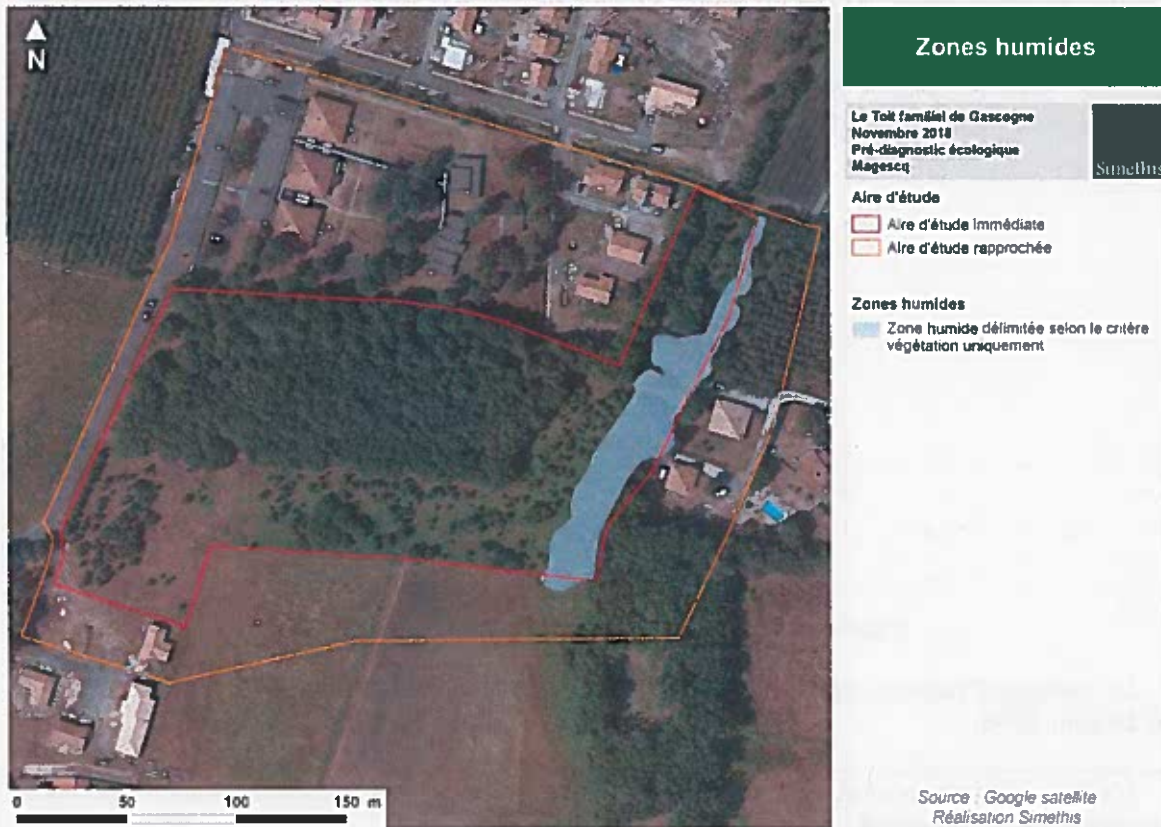 N
Zones humides
Le Toit familial de Gascogne
Novembre 2018
Pré-diagnostic écologique
Magescq
Simethis
Aire d'étude
Aire d'étude immédiate
Aire d'étude rapprochée
Zones humides
Zone humide délimitée selon le critère
végétation uniquement
0 50 100 150 m
Source : Google satellite
Réalisation Simethis